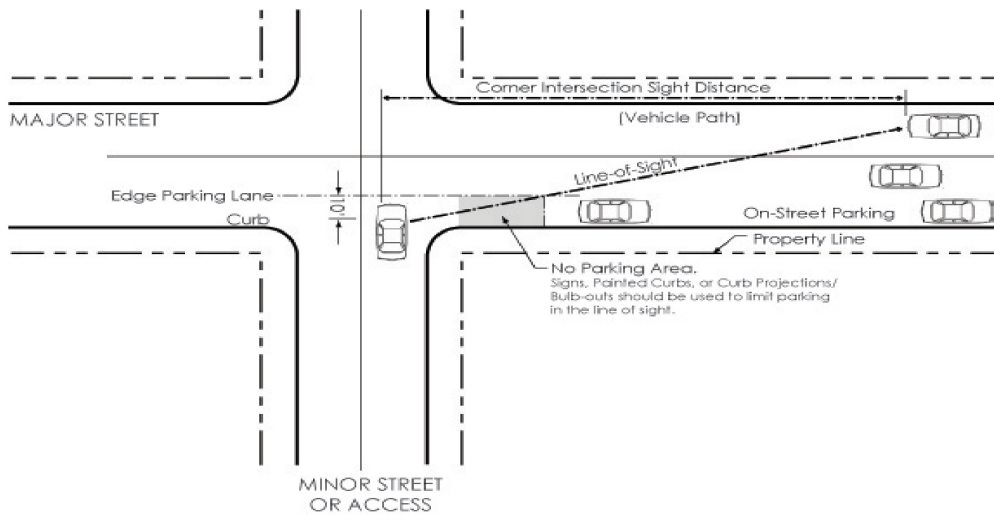 Corner Intersection Sight Distance
MAJOR STREET
(Vehicle Path)
Line-of-Sight
Edge Parking Lane
10'
Curb
On-Street Parking
Property Line
No Parking Area.
Signs, Painted Curbs, or Curb Projections/
Bulb-outs should be used to limit parking
in the line of sight.
MINOR STREET
OR ACCESS